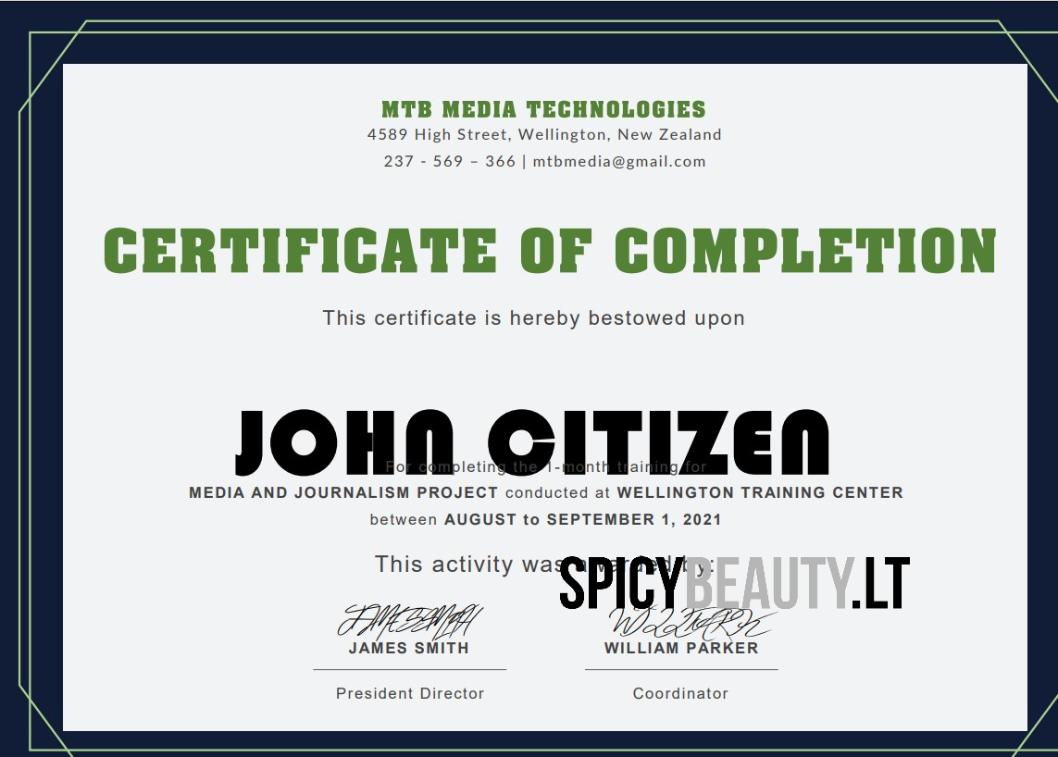 MTB MEDIA TECHNOLOGIES
4589 High Street, Wellington, New Zealand
237 - 569 – 366 | mtbmedia@gmail.com
CERTIFICATE OF COMPLETION
This certificate is hereby bestowed upon
JOHN CITIZEN
For completing the 1-month training for
MEDIA AND JOURNALISM PROJECT conducted at WELLINGTON TRAINING CENTER
between AUGUST to SEPTEMBER 1, 2021
This activity was awarded by:
SPICYBEAUTY.LT
JAMES SMITH WILLIAM PARKER
President Director Coordinator